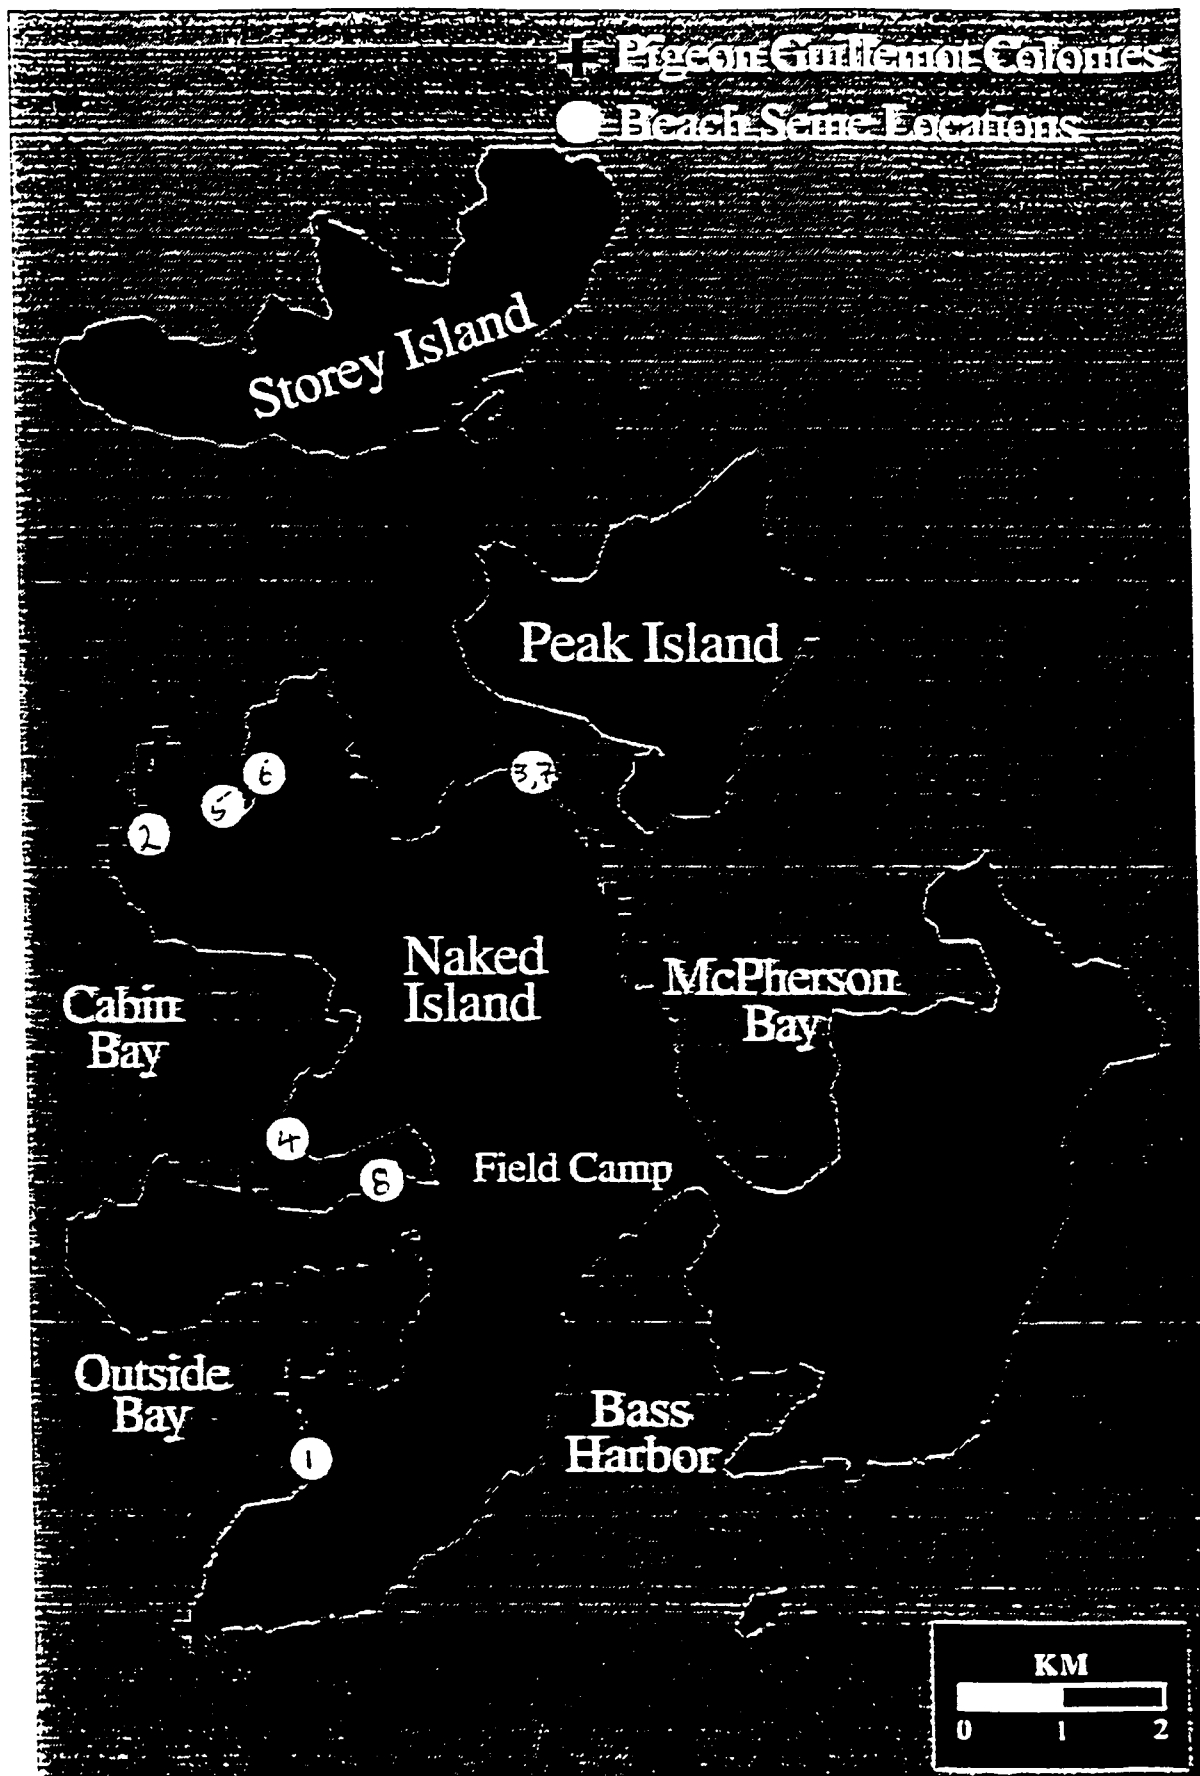 Pigeon Guillemot Colonies
Beach Seine Locations
Storey Island
Peak Island
6
3,7
5
2
Naked
Island
McPherson
Bay
Cabin
Bay
4
Field Camp
8
Outside
Bay
Bass
Harbor
1
KM
0 1 2